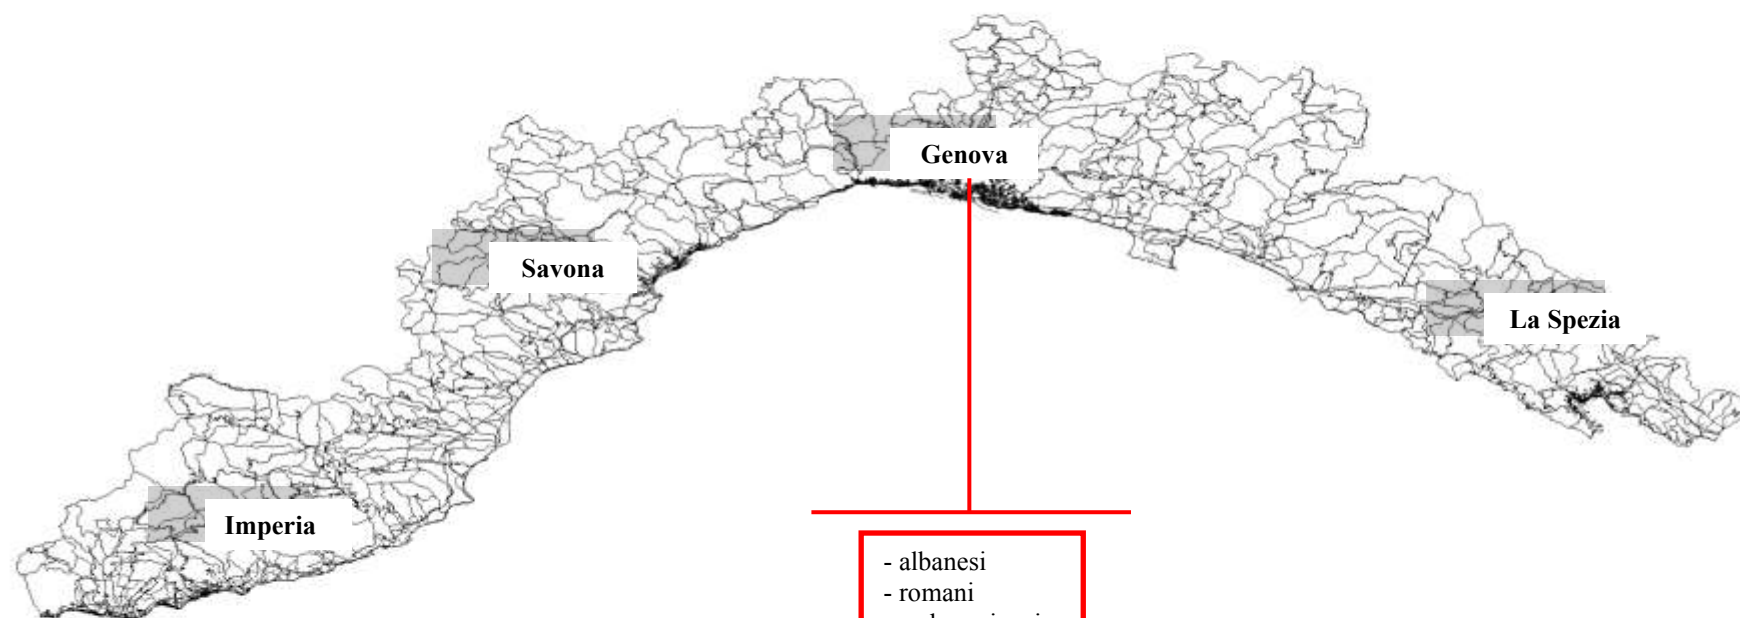 Genova
Savona
La Spezia
Imperia
- albanesi
- romani